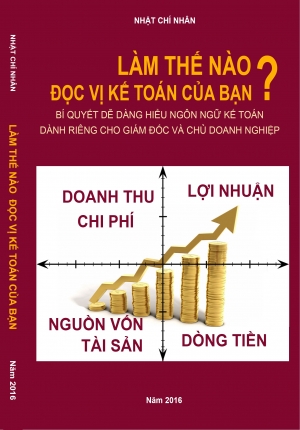 NHẬT CHÍ NHÂN
LÀM THẾ NÀO ĐỌC VỊ KẾ TOÁN CỦA BẠN
Năm 2016
NHẬT CHÍ NHÂN
LÀM THẾ NÀO
ĐỌC VỊ KẾ TOÁN CỦA BẠN ?
BÍ QUYẾT DỄ DÀNG HIỂU NGÔN NGỮ KẾ TOÁN
DÀNH RIÊNG CHO GIÁM ĐỐC VÀ CHỦ DOANH NGHIỆP
DOANH THU
CHI PHÍ
LỢI NHUẬN
NGUỒN VỐN
TÀI SẢN
DÒNG TIỀN
Năm 2016